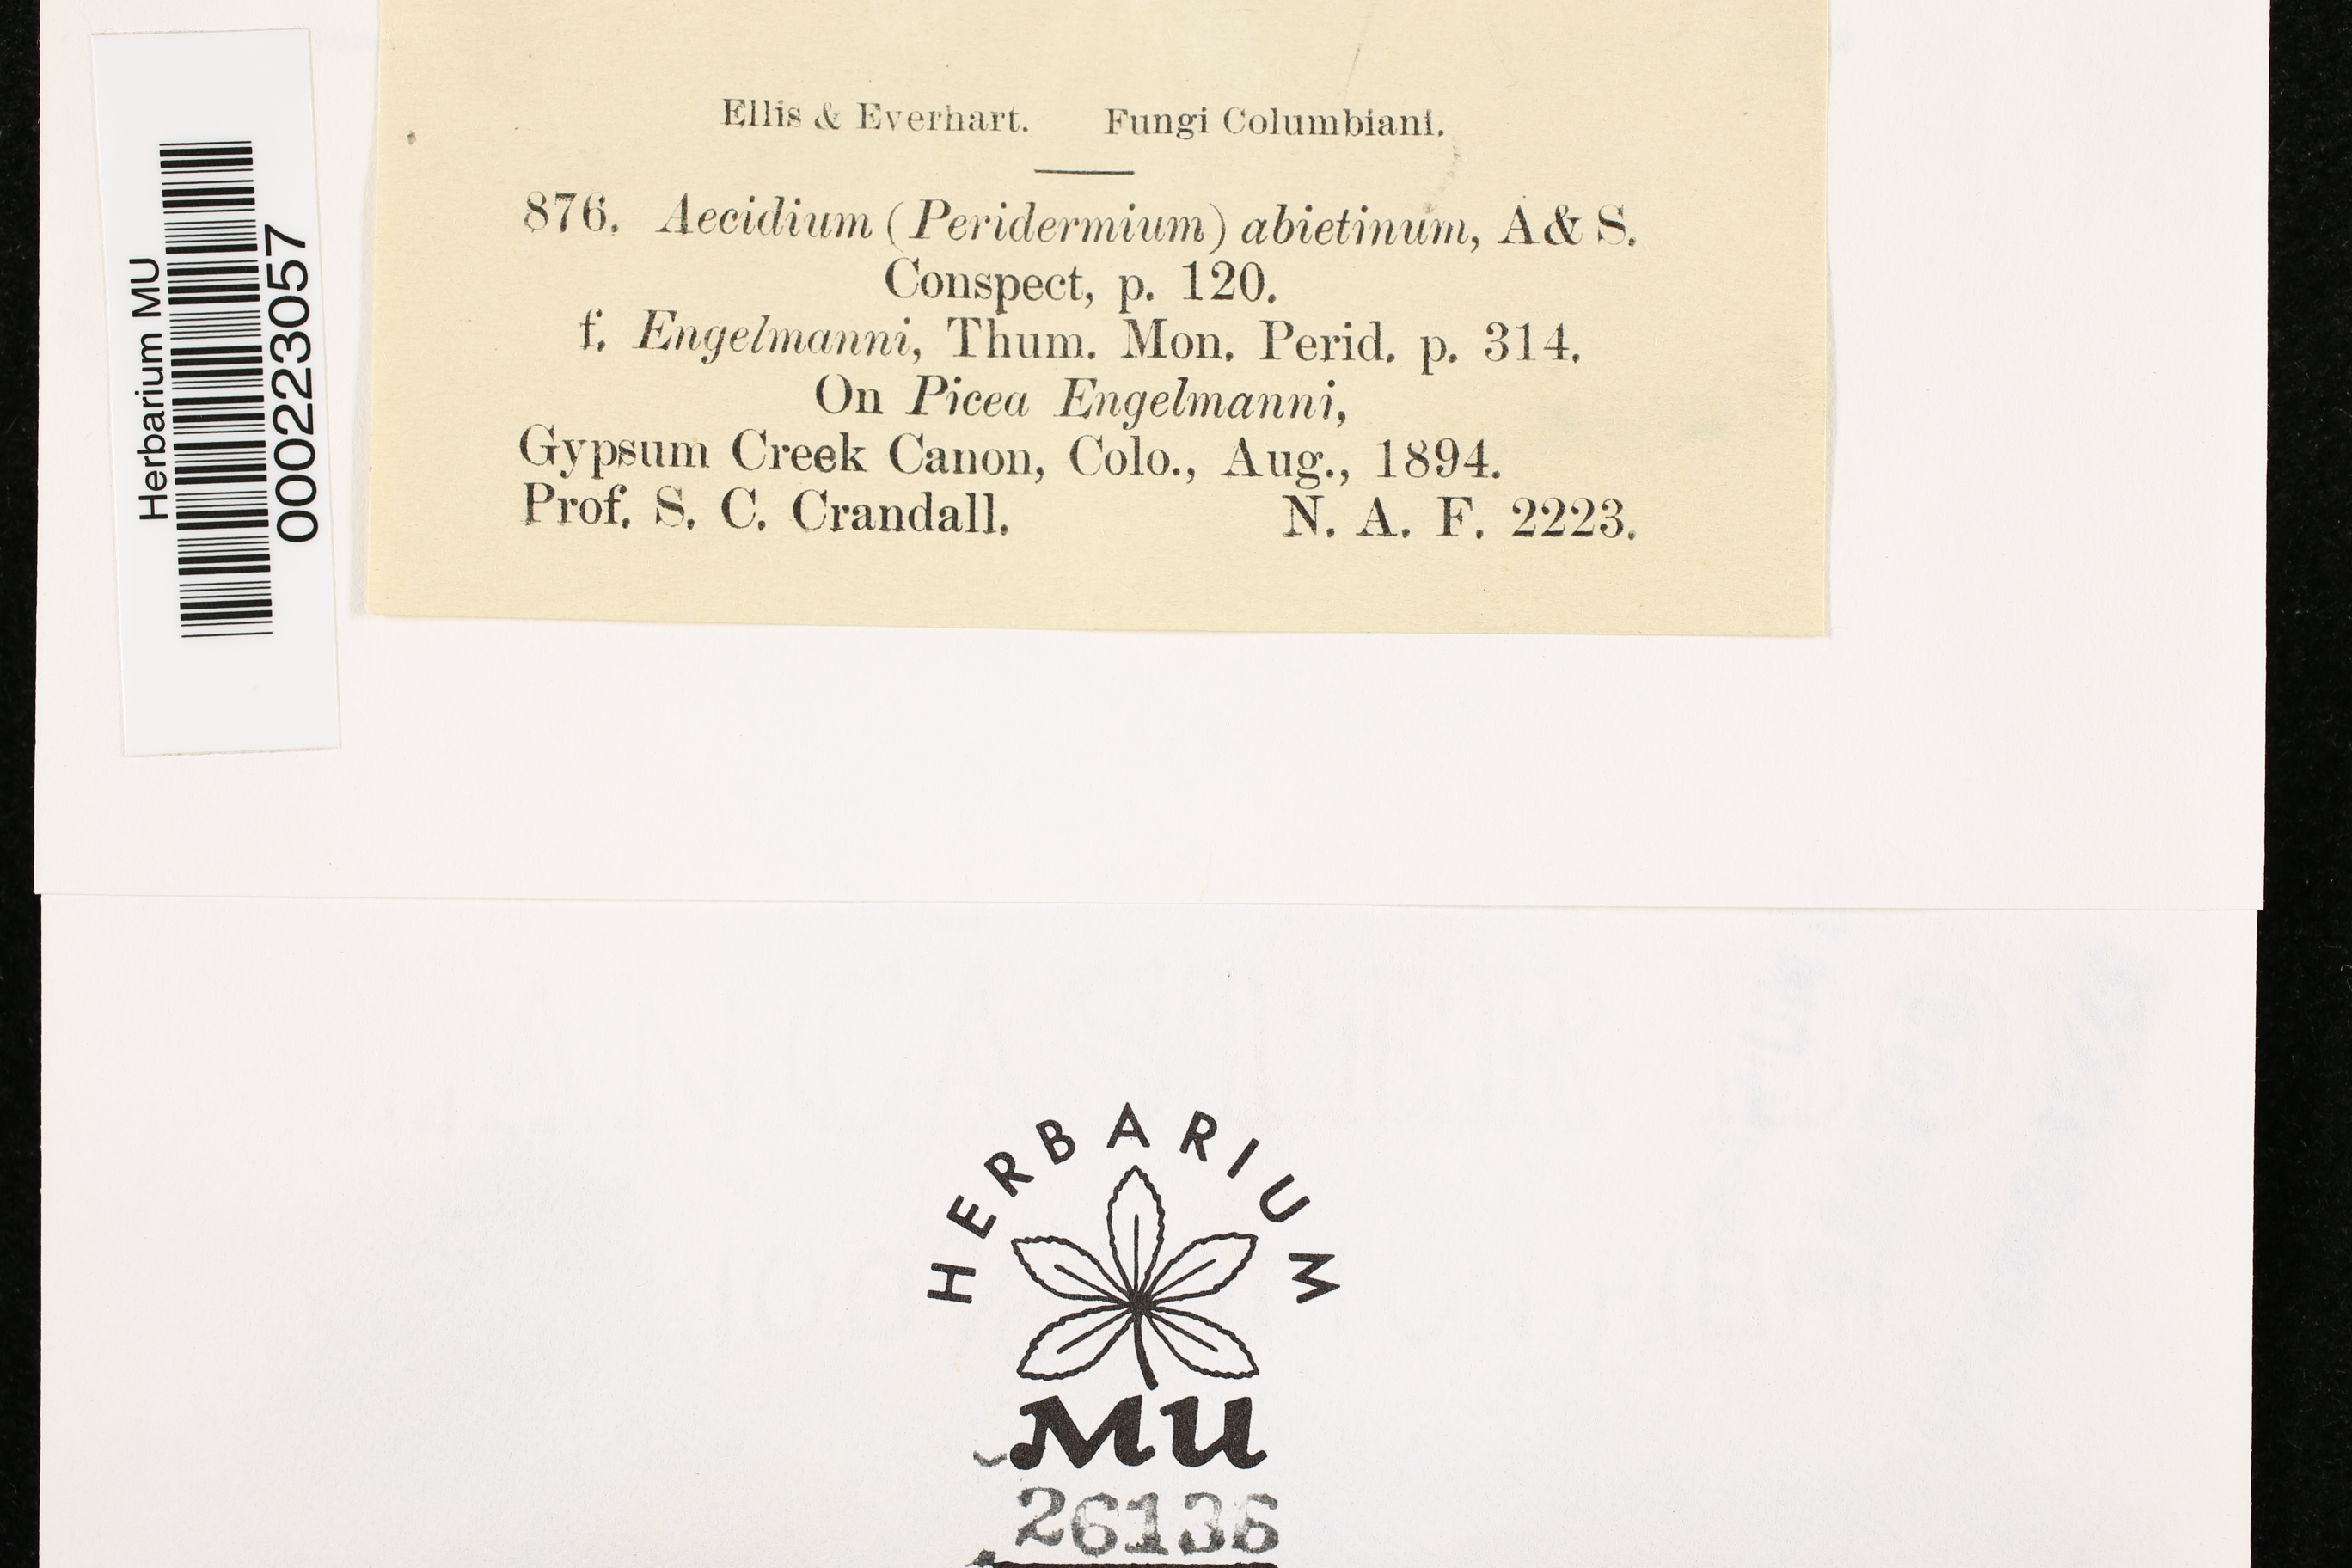 Herbarium MU
000223057
Ellis & Everhart. Fungi Columbiani.
876. Aecidium (Peridermium) abietinum, A & S.
Conspect, p. 120.
f. Engelmanni, Thum. Mon. Perid. p. 314.
On Picea Engelmanni,
Gypsum Creek Canon, Colo., Aug., 1894.
Prof. S. C. Crandall. N. A. F. 2223.
HERBARIUM
MU
26136